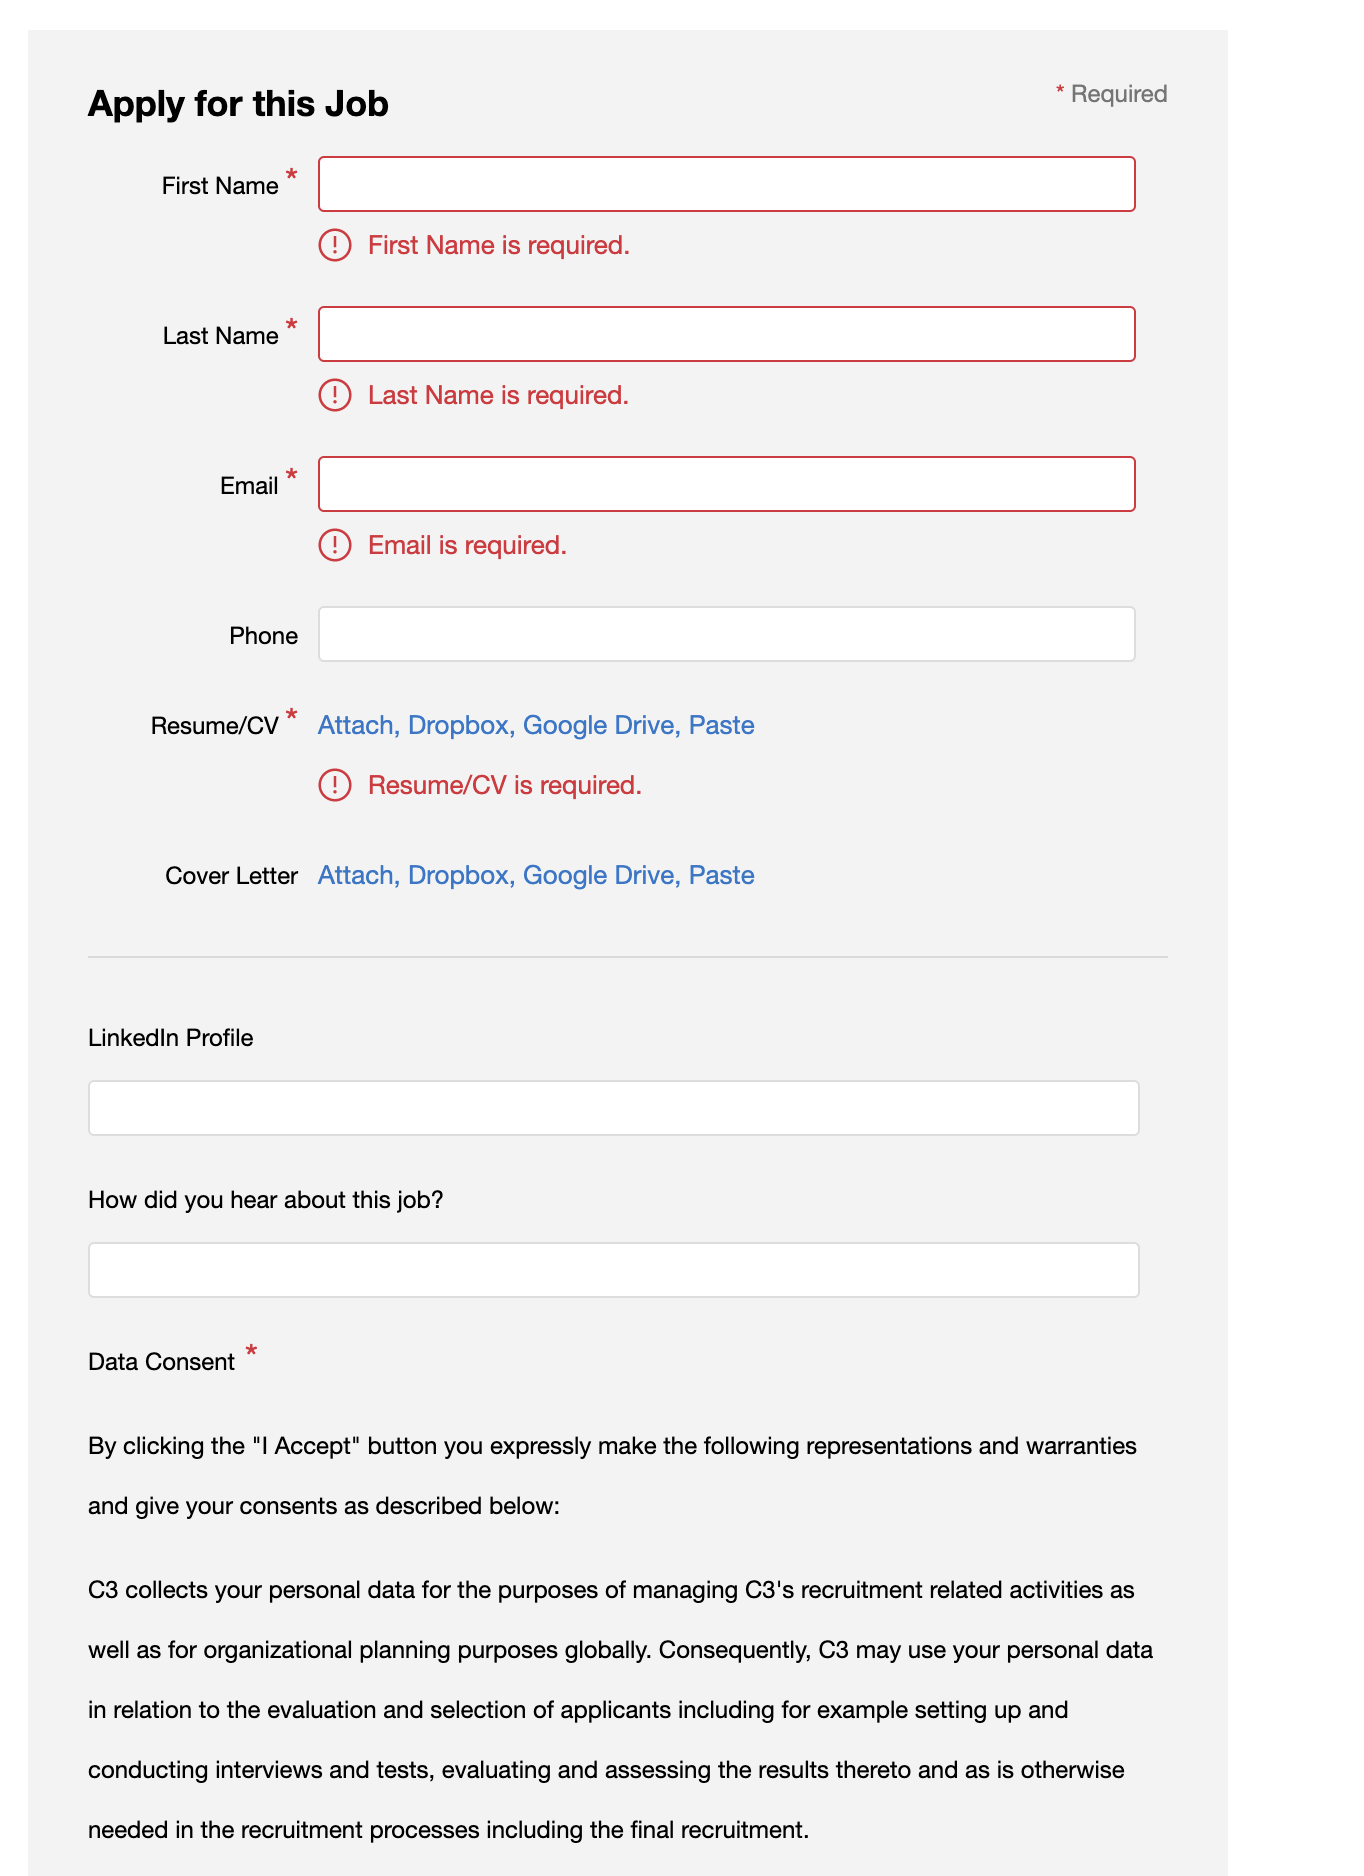 Apply for this Job
* Required
First Name *
! First Name is required.
Last Name *
! Last Name is required.
Email *
! Email is required.
Phone
Resume/CV * Attach, Dropbox, Google Drive, Paste
! Resume/CV is required.
Cover Letter Attach, Dropbox, Google Drive, Paste
LinkedIn Profile
How did you hear about this job?
Data Consent *
By clicking the "I Accept" button you expressly make the following representations and warranties
and give your consents as described below:
C3 collects your personal data for the purposes of managing C3's recruitment related activities as
well as for organizational planning purposes globally. Consequently, C3 may use your personal data
in relation to the evaluation and selection of applicants including for example setting up and
conducting interviews and tests, evaluating and assessing the results thereto and as is otherwise
needed in the recruitment processes including the final recruitment.